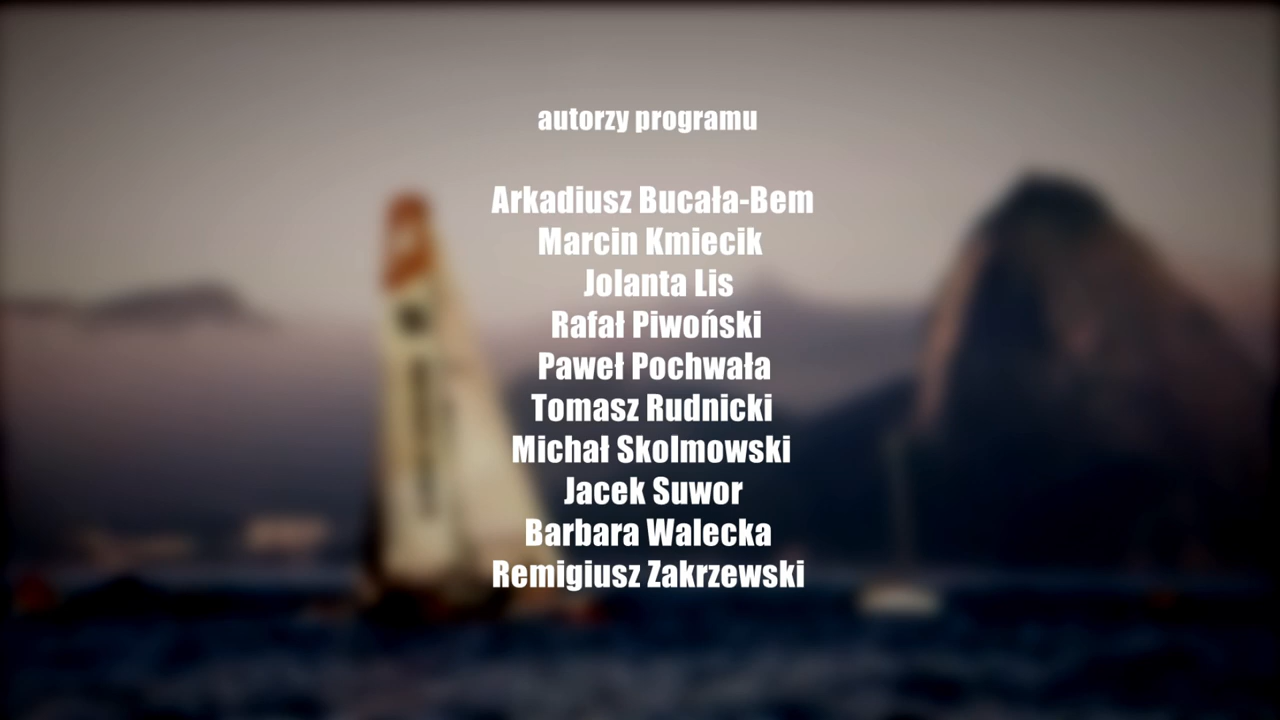 autorzy programu
Arkadiusz Bucała-Bem
Marcin Kmiecik
Jolanta Lis
Rafał Piwoński
Paweł Pochwała
Tomasz Rudnicki
Michał Skolmowski
Jacek Suwor
Barbara Walecka
Remigiusz Zakrzewski